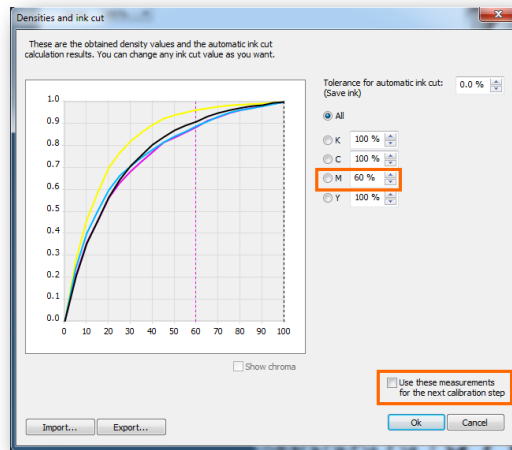 Densities and ink cut
These are the obtained density values and the automatic ink cut
calculation results. You can change any ink cut value as you want.
Tolerance for automatic ink cut: 0.0 %
(Save ink)
All
K 100 %
C 100 %
M 60 %
Y 100 %
1.0
0.9
0.8
0.7
0.6
0.5
0.4
0.3
0.2
0.1
0.0
0 10 20 30 40 50 60 70 80 90 100
Show chroma
Use these measurements
for the next calibration step
Import... Export... Ok Cancel